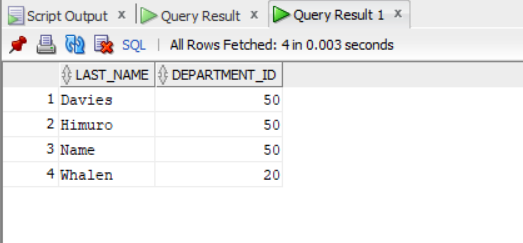 Script Output x Query Result x Query Result 1 x
SQL | All Rows Fetched: 4 in 0.003 seconds
LAST_NAME DEPARTMENT_ID
1 Davies 50
2 Himuro 50
3 Name 50
4 Whalen 20